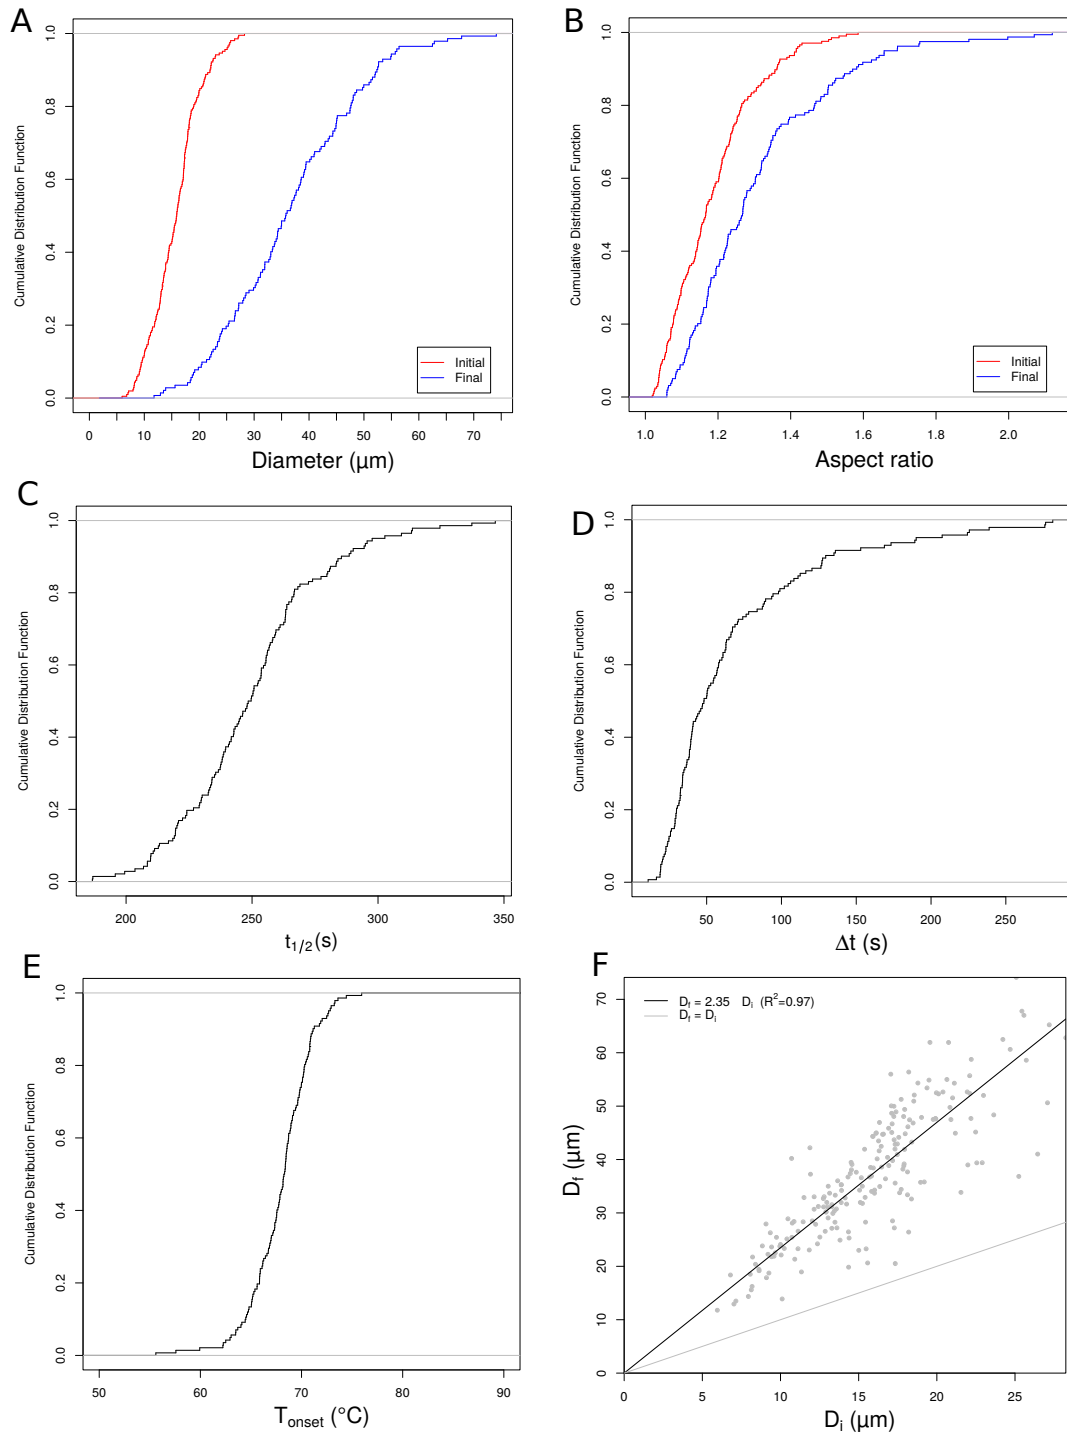 A
Cumulative Distribution Function
0.0 0.2 0.4 0.6 0.8 1.0
0 10 20 30 40 50 60 70
Diameter (µm)
Initial
Final
B
Cumulative Distribution Function
0.0 0.2 0.4 0.6 0.8 1.0
1.0 1.2 1.4 1.6 1.8 2.0
Aspect ratio
Initial
Final
C
Cumulative Distribution Function
0.0 0.2 0.4 0.6 0.8 1.0
200 250 300 350
t1/2 (s)
D
Cumulative Distribution Function
0.0 0.2 0.4 0.6 0.8 1.0
50 100 150 200 250
Δt (s)
E
Cumulative Distribution Function
0.0 0.2 0.4 0.6 0.8 1.0
50 60 70 80 90
Tonset (°C)
F
Df = 2.35 Di (R²=0.97)
Df = Di
Df (µm)
0 10 20 30 40 50 60 70
0 5 10 15 20 25
Di (µm)